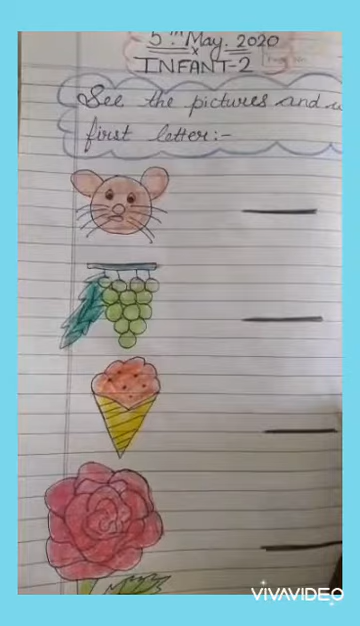 5th May. 2020
INFANT-2
See the pictures and
first letter:-
VIVAVIDEO